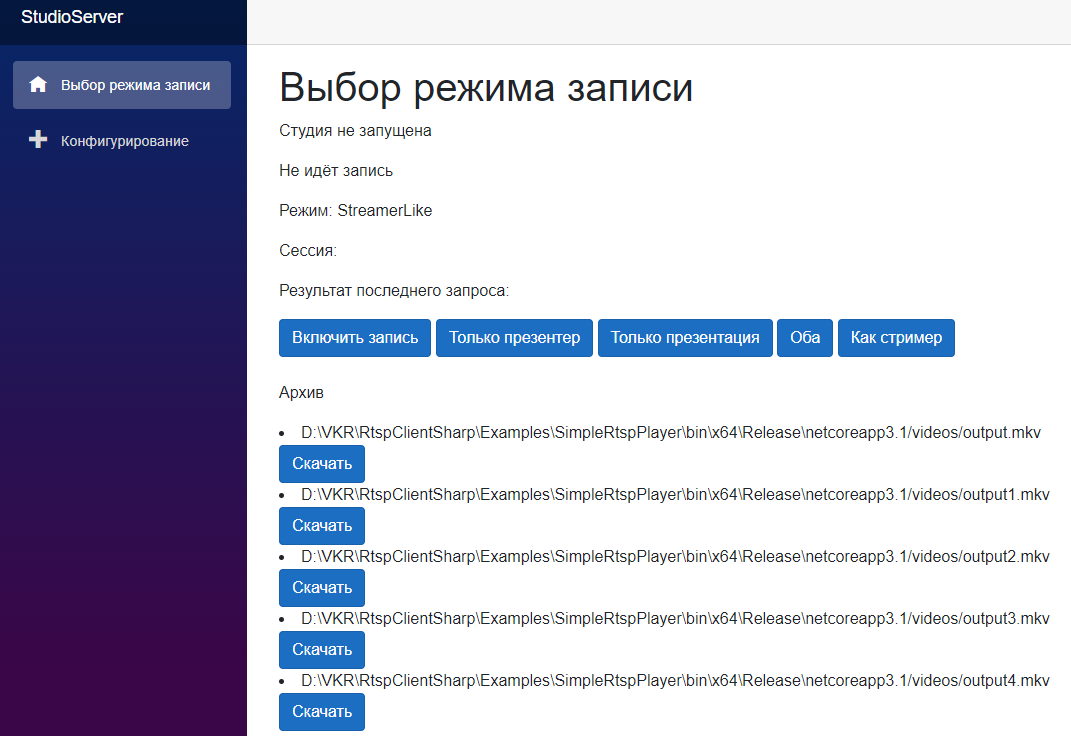 StudioServer
Выбор режима записи
Конфигурирование
Выбор режима записи
Студия не запущена
Не идёт запись
Режим: StreamerLike
Сессия:
Результат последнего запроса:
Включить запись Только презентер Только презентация Оба Как стример
Архив
D:\VKR\RtspClientSharp\Examples\SimpleRtspPlayer\bin\x64\Release\netcoreapp3.1/videos/output.mkv
Скачать
D:\VKR\RtspClientSharp\Examples\SimpleRtspPlayer\bin\x64\Release\netcoreapp3.1/videos/output1.mkv
Скачать
D:\VKR\RtspClientSharp\Examples\SimpleRtspPlayer\bin\x64\Release\netcoreapp3.1/videos/output2.mkv
Скачать
D:\VKR\RtspClientSharp\Examples\SimpleRtspPlayer\bin\x64\Release\netcoreapp3.1/videos/output3.mkv
Скачать
D:\VKR\RtspClientSharp\Examples\SimpleRtspPlayer\bin\x64\Release\netcoreapp3.1/videos/output4.mkv
Скачать